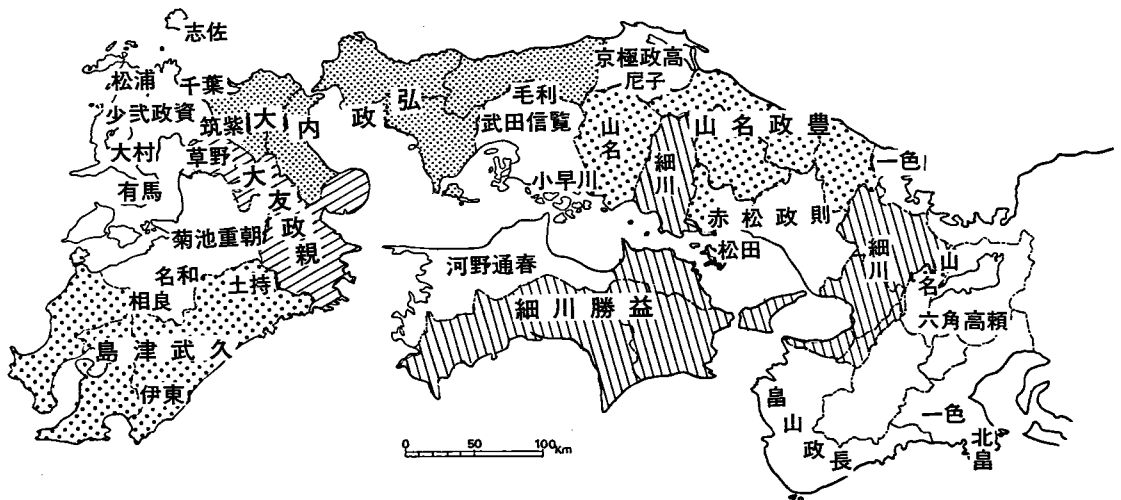 志佐
松浦
千葉
少弐政資
筑紫
大村
草野
有馬
菊池重朝
名和
相良
土持
島津武久
伊東
大内政弘
大友政親
京極政高
尼子
毛利
武田信賢
小早川
山名
細川
山名政豊
赤松政則
松田
一色
細川
山名
六角高頼
河野通春
細川勝益
畠山政長
一色
北畠
0 50 100Km